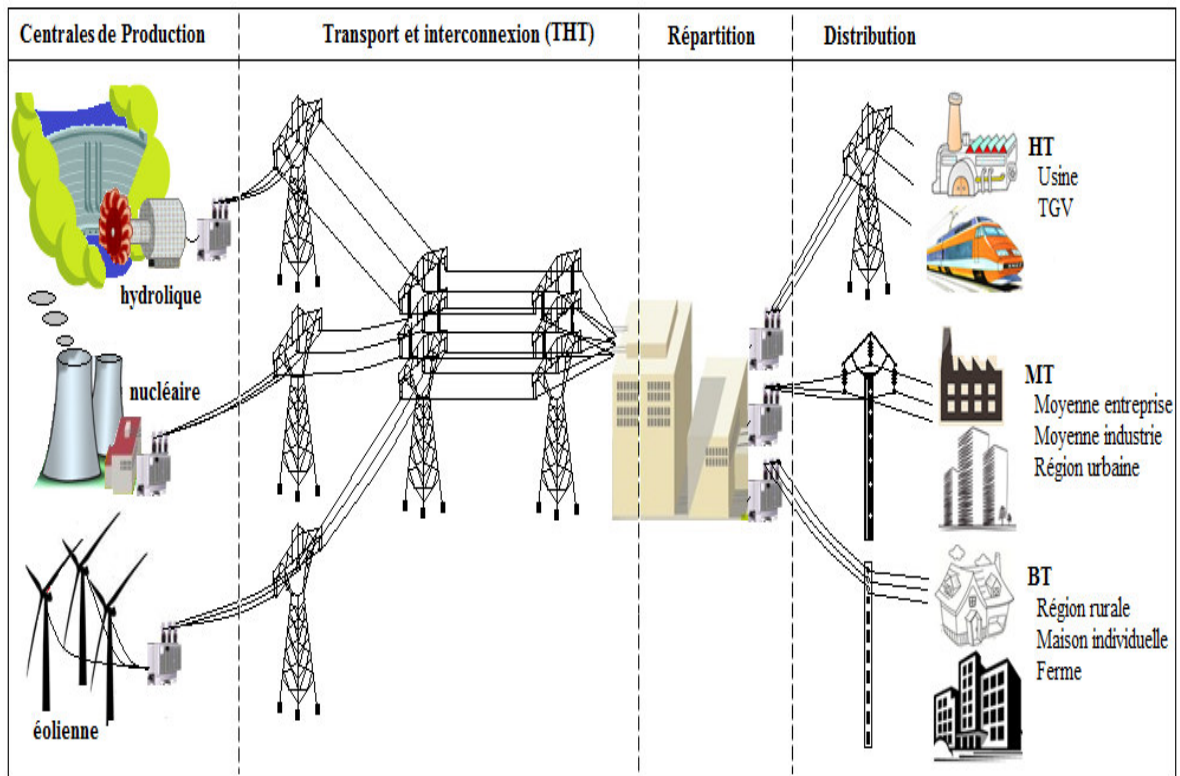 Centrales de Production
Transport et interconnexion (THT)
Répartition
Distribution
hydrolique
nucléaire
éolienne
HT
Usine
TGV
MT
Moyenne entreprise
Moyenne industrie
Région urbaine
BT
Région rurale
Maison individuelle
Ferme